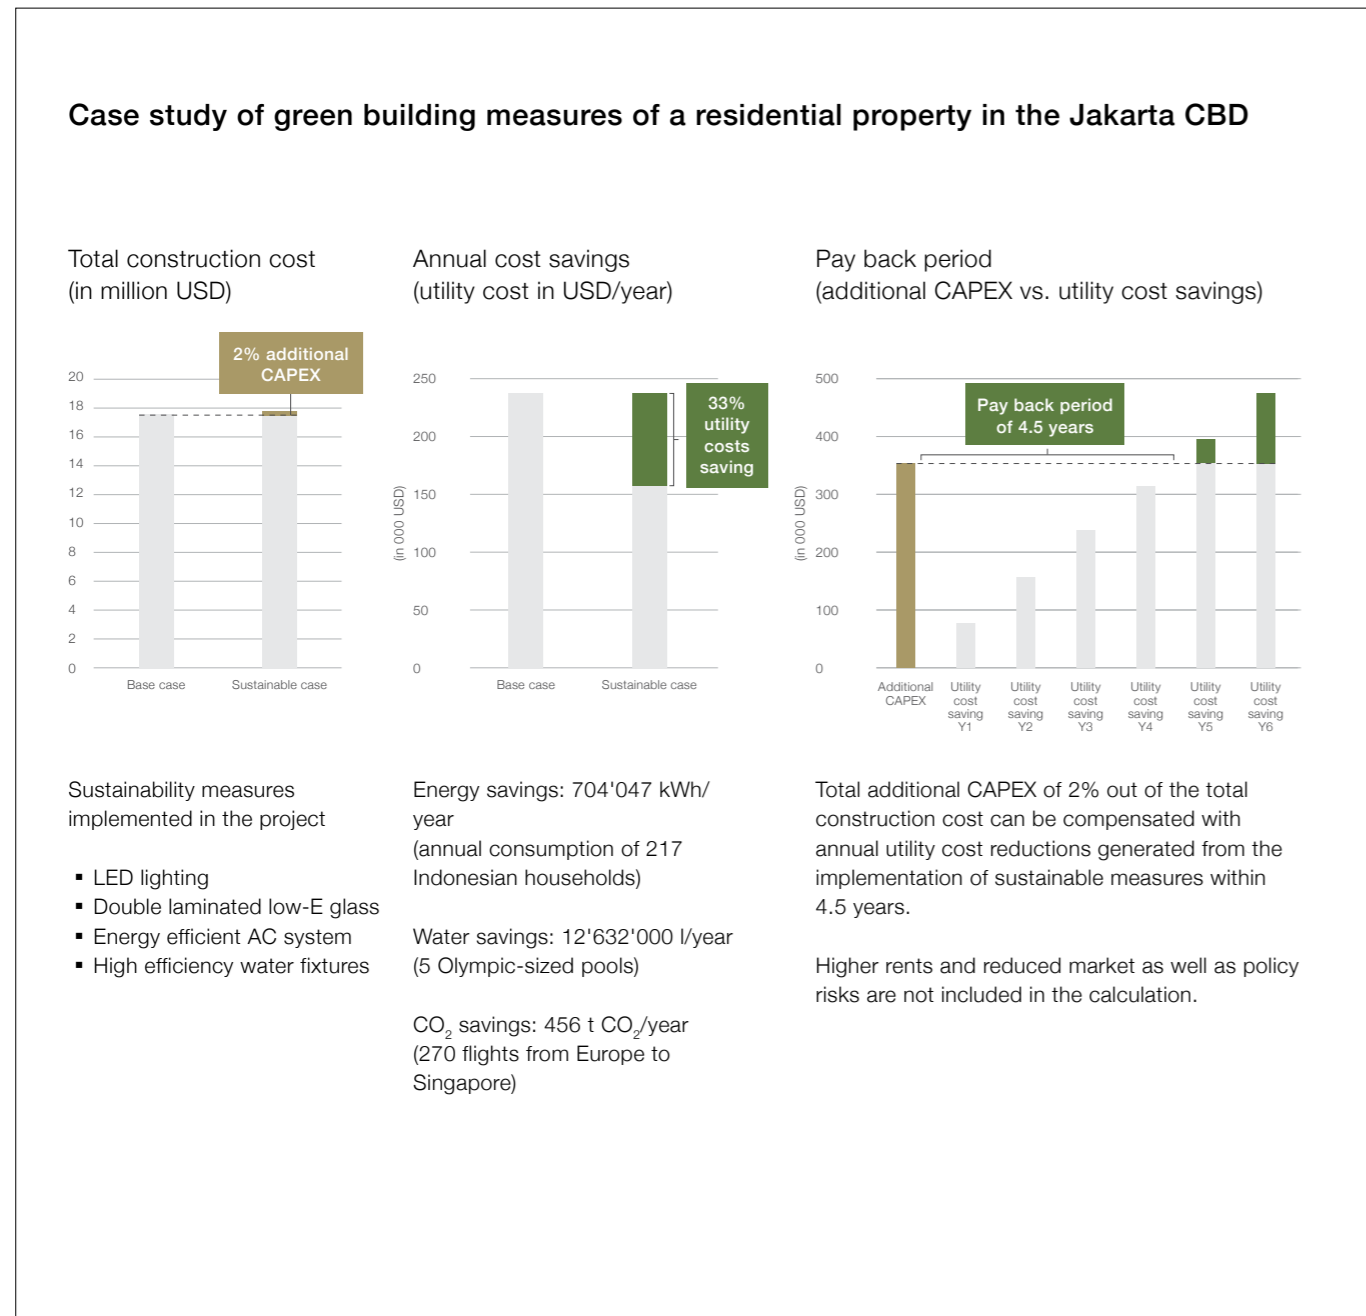 Case study of green building measures of a residential property in the Jakarta CBD
Total construction cost
(in million USD)
2% additional
CAPEX
20
18
16
14
12
10
8
6
4
2
0
Base case
Sustainable case
Sustainability measures
implemented in the project
▪ LED lighting
▪ Double laminated low-E glass
▪ Energy efficient AC system
▪ High efficiency water fixtures
Annual cost savings
(utility cost in USD/year)
250
200
150
100
50
0
(in 000 USD)
33%
utility
costs
saving
Base case
Sustainable case
Energy savings: 704'047 kWh/
year
(annual consumption of 217
Indonesian households)
Water savings: 12'632'000 l/year
(5 Olympic-sized pools)
CO₂ savings: 456 t CO₂/year
(270 flights from Europe to
Singapore)
Pay back period
(additional CAPEX vs. utility cost savings)
500
400
300
200
100
0
(in 000 USD)
Pay back period
of 4.5 years
Additional
CAPEX
Utility
cost
saving
Y1
Utility
cost
saving
Y2
Utility
cost
saving
Y3
Utility
cost
saving
Y4
Utility
cost
saving
Y5
Utility
cost
saving
Y6
Total additional CAPEX of 2% out of the total
construction cost can be compensated with
annual utility cost reductions generated from the
implementation of sustainable measures within
4.5 years.
Higher rents and reduced market as well as policy
risks are not included in the calculation.